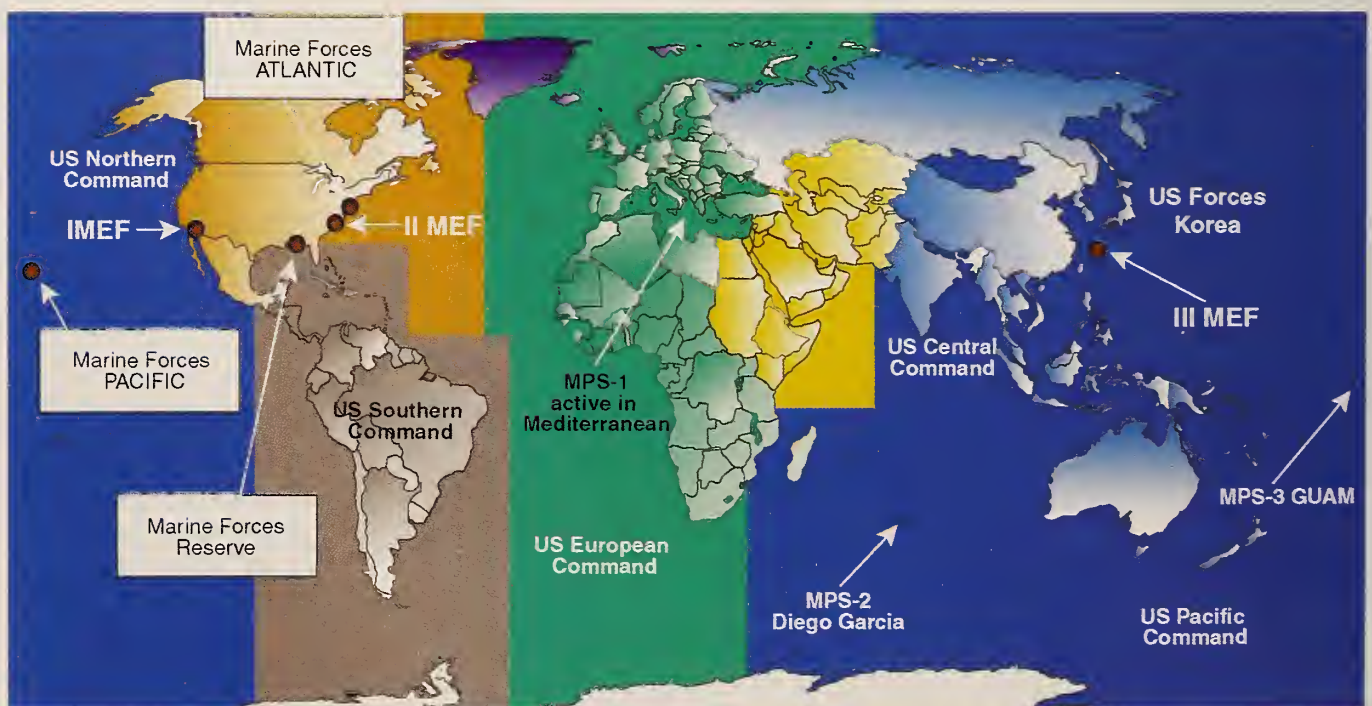 Marine Forces
ATLANTIC
US Northern
Command
IMEF
II MEF
Marine Forces
PACIFIC
US Southern
Command
Marine Forces
Reserve
MPS-1
active in
Mediterranean
US European
Command
US Central
Command
US Forces
Korea
III MEF
MPS-3 GUAM
MPS-2
Diego Garcia
US Pacific
Command